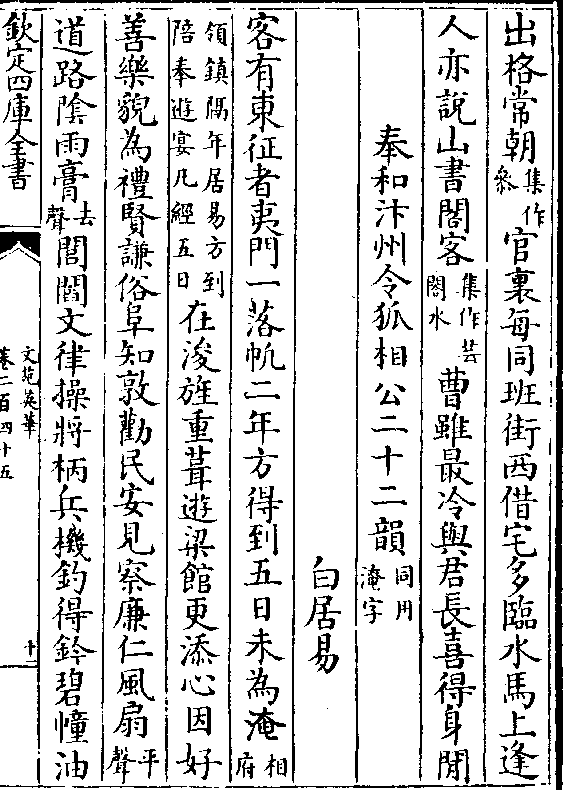 出格常朝集作叅官裏每同班街西借宅多臨水馬上逢
人亦說山書閣客集作芸閣水曹雖最冷與君長喜得身閒
奉和汴州令狐相公二十二韻同用淹字
白居易
客有東征者夷門一落帆二年方得到五日未為淹相府
領鎮隔年居易方到陪奉遊宴凡經五日在浚旌重葺遊梁館更添心因好
善樂貌為禮賢謙俗阜知敦勸民安見察廉仁風扇平聲
道路陰雨膏去聲閭閻文律操將柄兵機釣得鈐碧幢油
欽定四庫全書
文苑英華
卷二百四十五
十二